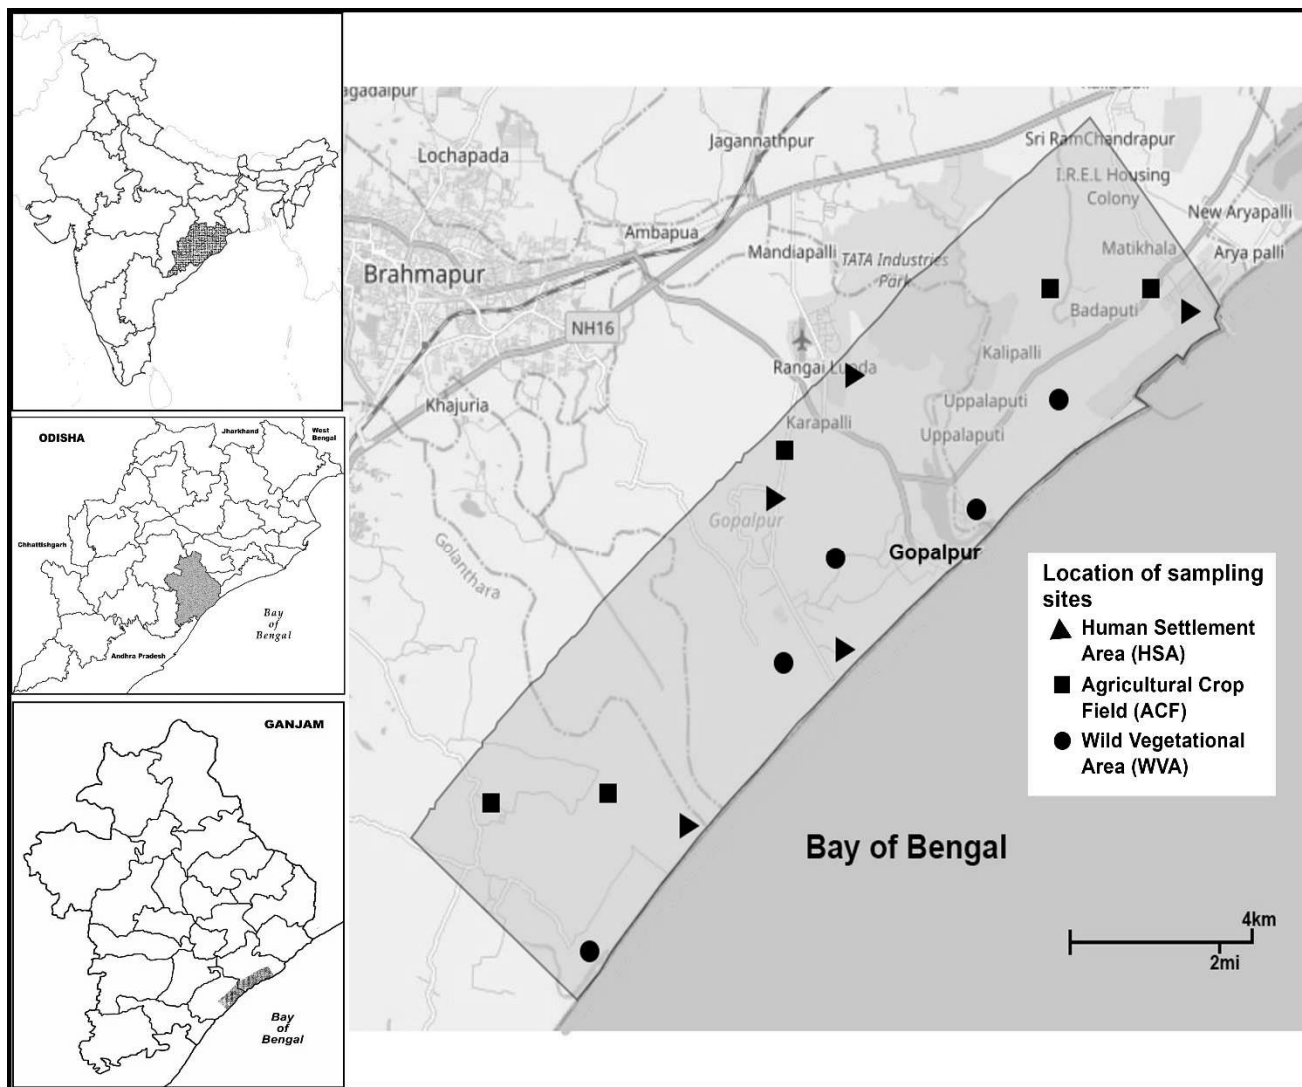 ODISHA
Jharkhand
West
Bengal
Chhattishgarh
Andhra Pradesh
Bay
of
Bengal
GANJAM
Bay
of
Bengal
agadaipur
Lochapada
Jagannathpur
Sri RamChandrapur
I.R.E.L Housing
Colony
New Aryapalli
Arya palli
Matikhala
Ambapua
Mandiapalli
TATA Industries
Park
Brahmapur
NH16
Badaputi
Kalipalli
Rangai Lunda
Khajuria
Karapalli
Uppalaputi
Uppalaputi
Gopalpur
Golanthara
Gopalpur
Location of sampling
sites
Human Settlement
Area (HSA)
Agricultural Crop
Field (ACF)
Wild Vegetational
Area (WVA)
Bay of Bengal
4km
2mi